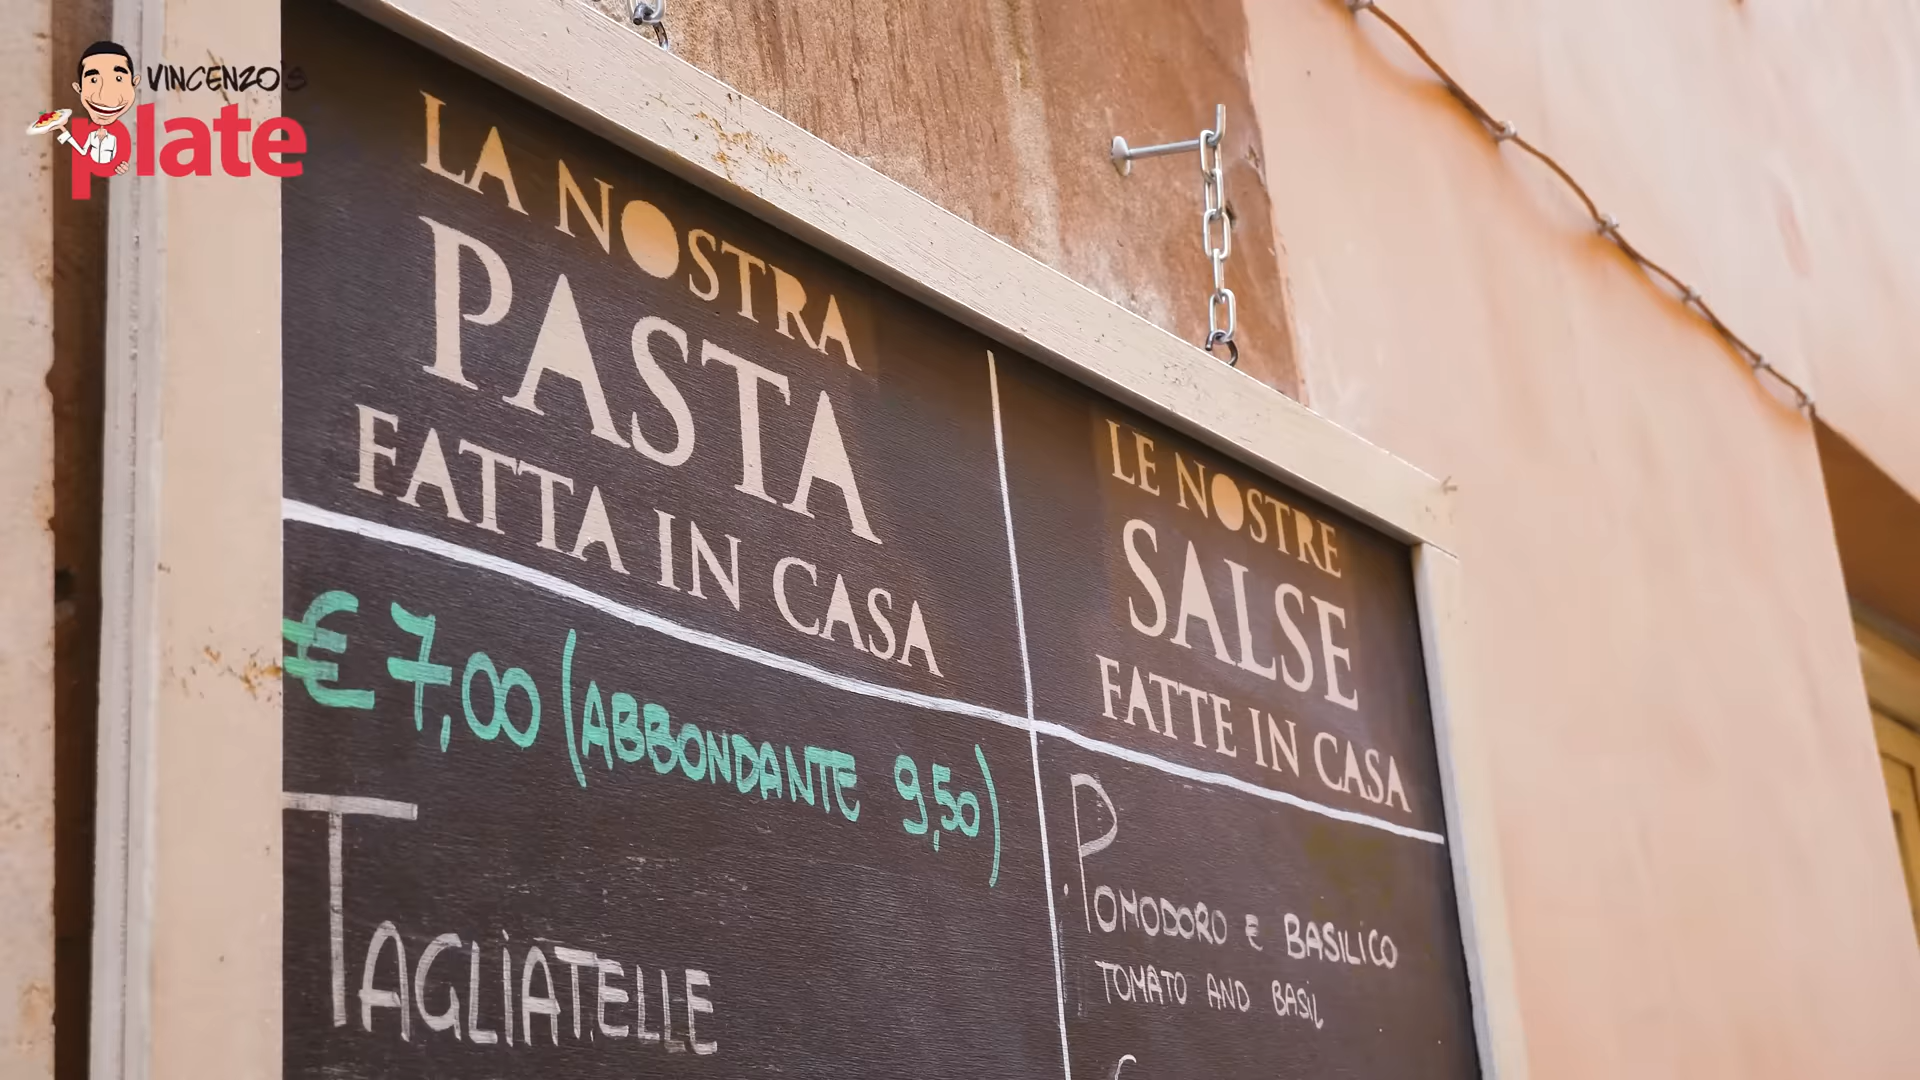 VINCENZO'S
plate
LA NOSTRA
PASTA
FATTA IN CASA
€ 7,00 (ABBONDANTE 9,50)
TAGLIATELLE
LE NOSTRE
SALSE
FATTE IN CASA
POMODORO E BASILICO
TOMATO AND BASIL